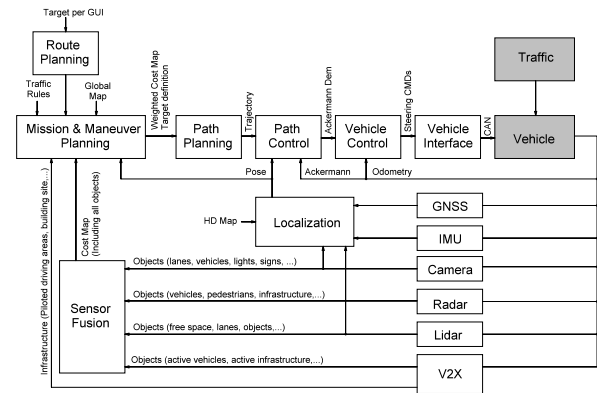 Target per GUI
Route
Planning
Traffic
Rules
Global
Map
Mission & Maneuver
Planning
Weighted Cost Map
Target definition
Path
Planning
Trajectory
Path
Control
Ackermann Dem
Vehicle
Control
Steering CMDs
Vehicle
Interface
CAN
Traffic
Vehicle
Pose
Ackermann
Odometry
HD Map
Localization
GNSS
IMU
Camera
Radar
Lidar
V2X
Infrastructure (Piloted driving areas, building site,...)
Cost Map
(Including all objects)
Sensor
Fusion
Objects (lanes, vehicles, lights, signs, ...)
Objects (vehicles, pedestrians, infrastructure,...)
Objects (free space, lanes, objects,...)
Objects (active vehicles, active infrastructure,...)